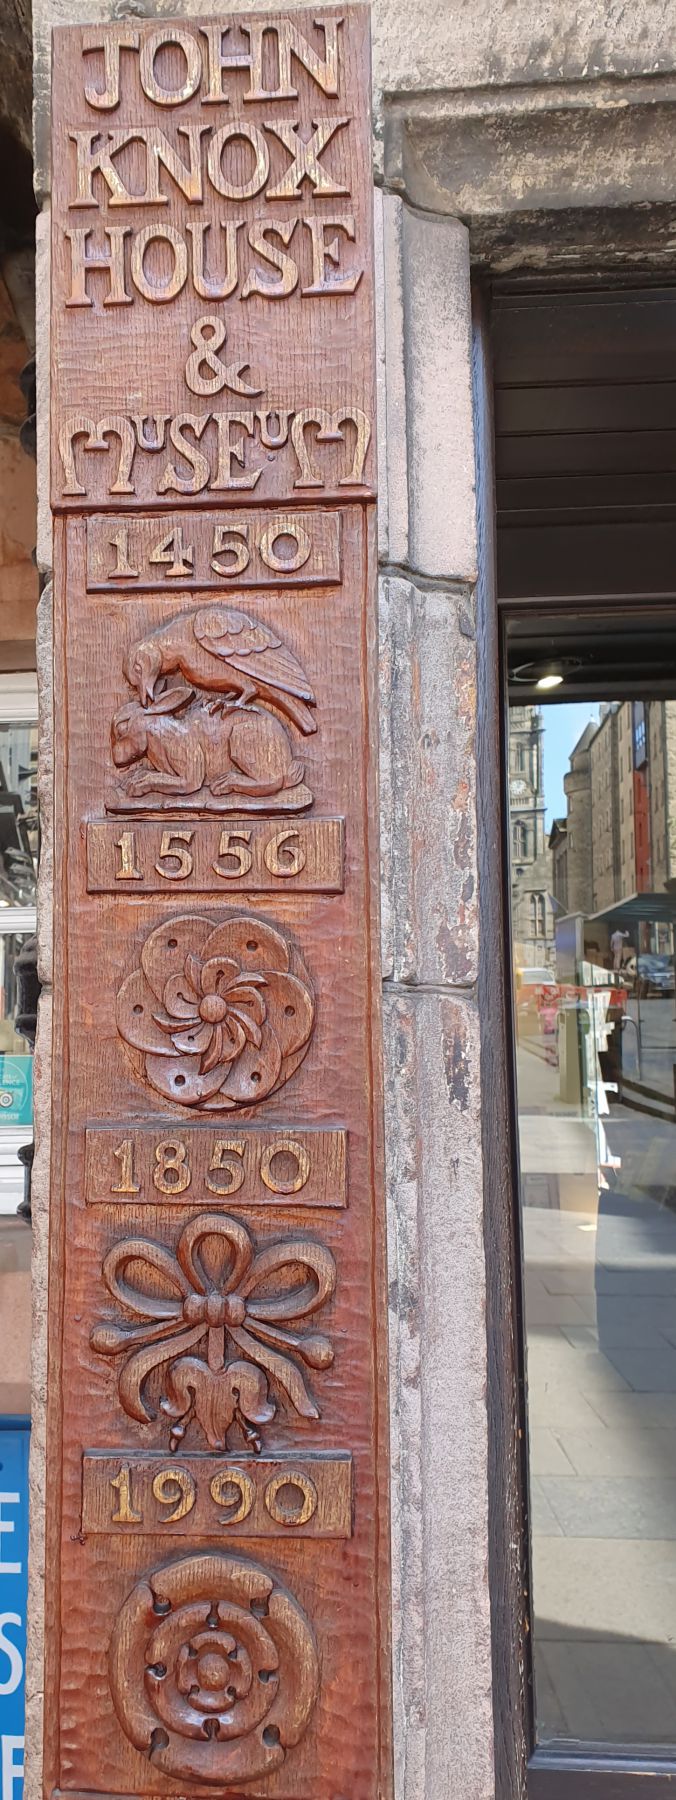 JOHN
KNOX
HOUSE
&
MUSEUM
1450
1556
1850
1990
E
S
E